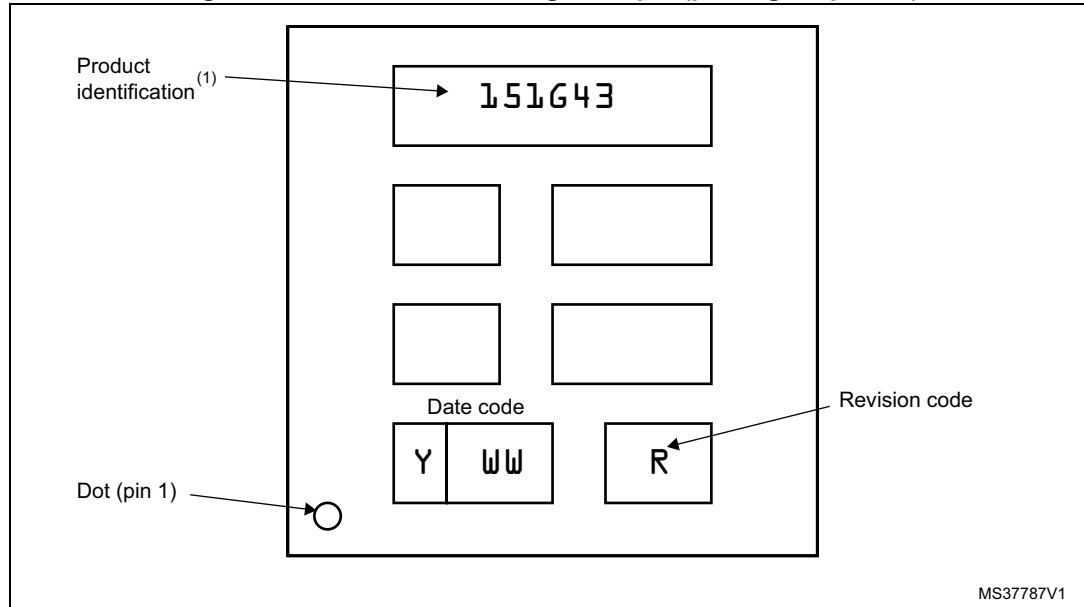 Product
identification (1)
151G43
Date code
Y WW R
Revision code
Dot (pin 1)
MS37787V1